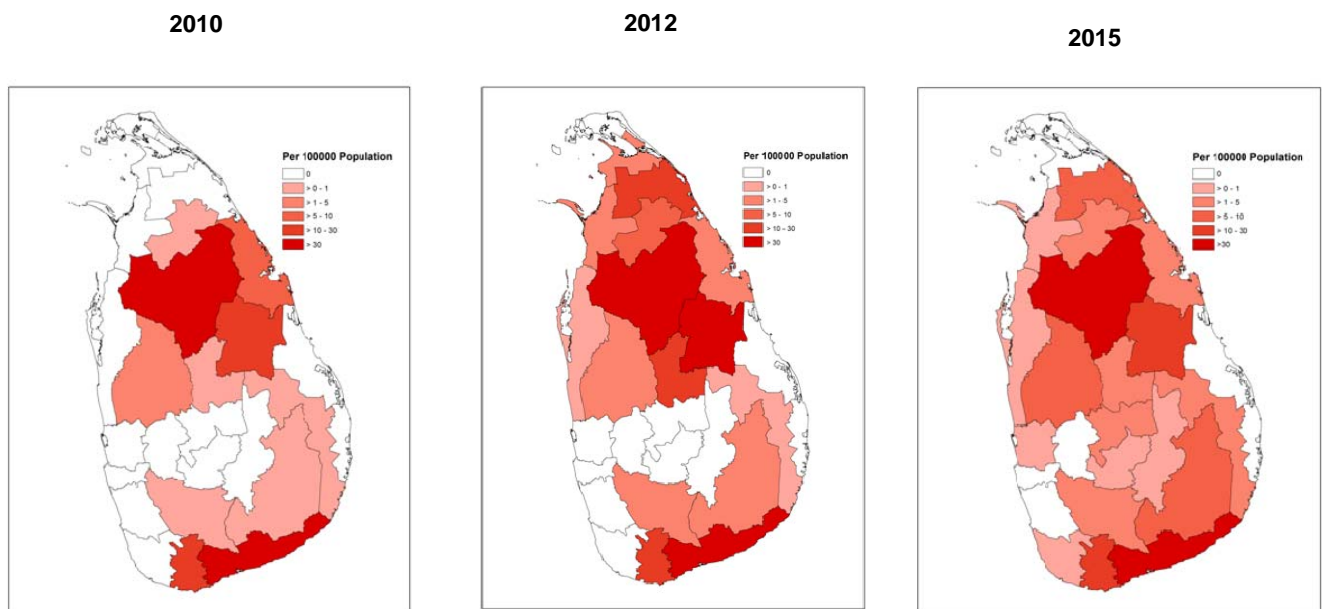 2010
2012
2015
Per 100000 Population
0
> 0 - 1
> 1 - 5
> 5 - 10
> 10 - 30
> 30
Per 100000 Population
0
> 0 - 1
> 1 - 5
> 5 - 10
> 10 - 30
> 30
Per 100000 Population
0
> 0 - 1
> 1 - 5
> 5 - 10
> 10 - 30
>30